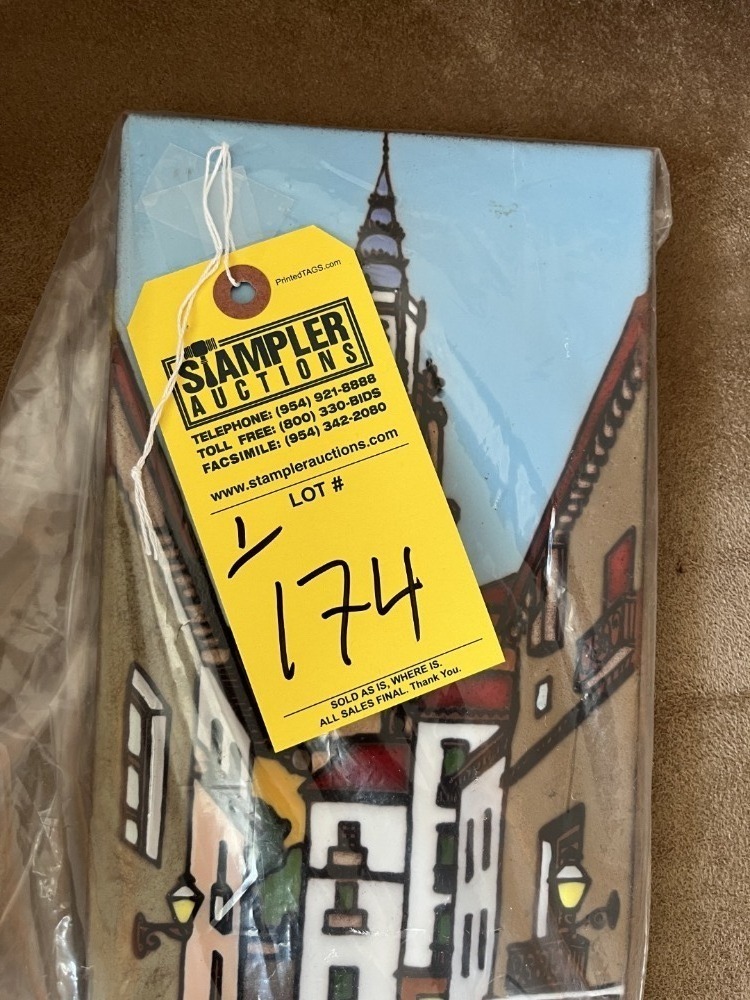 PrintedTAGS.com
STAMPLER
AUCTIONS
TELEPHONE: (954) 921-8888
TOLL FREE: (800) 330-BIDS
FACSIMILE: (954) 342-2080
www.stamplerauctions.com
LOT #
174
SOLD AS IS, WHERE IS.
ALL SALES FINAL. Thank You.